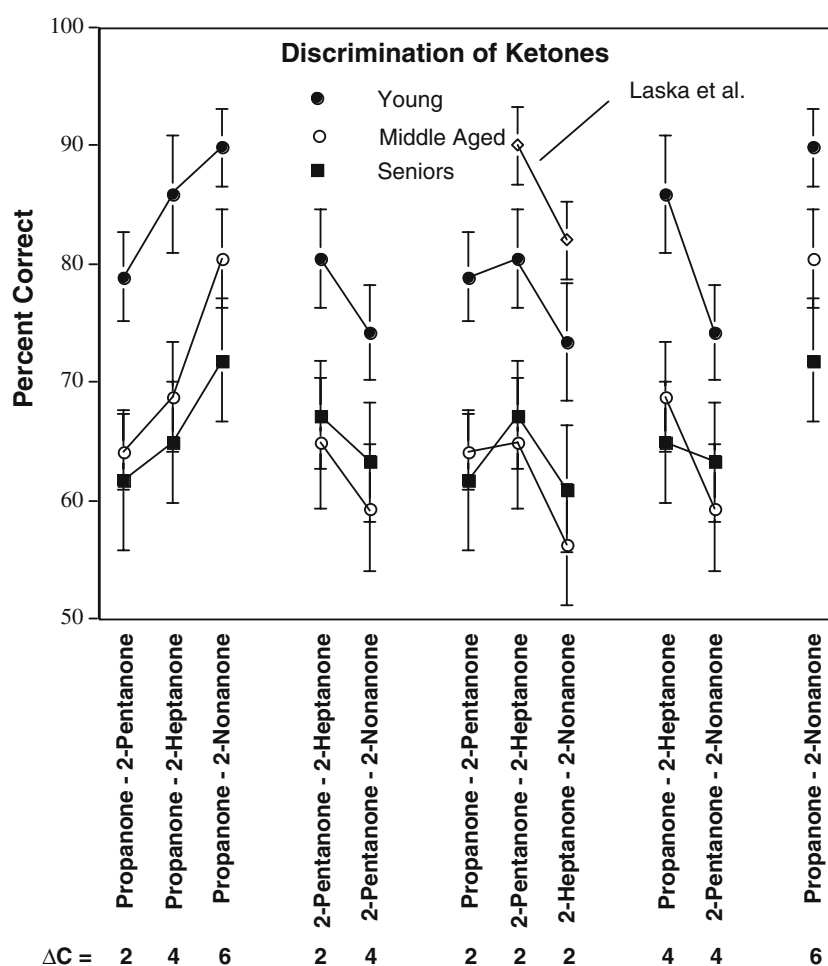 Discrimination of Ketones
Young
Middle Aged
Seniors
Laska et al.
Percent Correct
100
90
80
70
60
50
Propanone - 2-Pentanone
Propanone - 2-Heptanone
Propanone - 2-Nonanone
2-Pentanone - 2-Heptanone
2-Pentanone - 2-Nonanone
Propanone - 2-Pentanone
2-Pentanone - 2-Heptanone
2-Heptanone - 2-Nonanone
Propanone - 2-Heptanone
2-Pentanone - 2-Nonanone
Propanone - 2-Nonanone
ΔC = 2 4 6 2 4 2 2 2 4 4 6